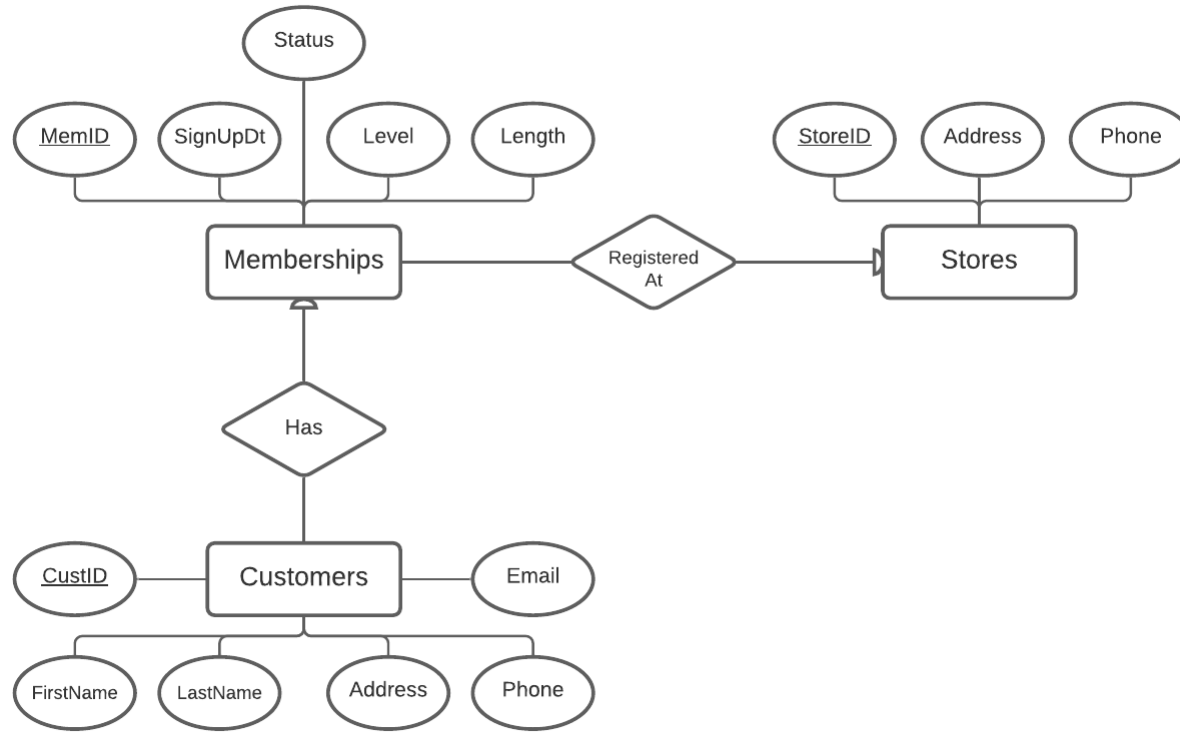 Status
MemID
SignUpDt
Level
Length
StoreID
Address
Phone
Memberships
Registered
At
Stores
Has
CustID
Customers
Email
FirstName
LastName
Address
Phone